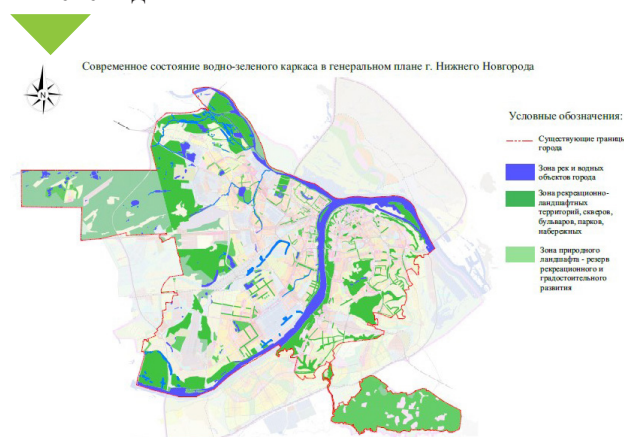 Современное состояние водно-зеленого каркаса в генеральном плане г. Нижнего Новгорода
N
Условные обозначения:
Существующие границы
города
Зона рек и водных
объектов города
Зона рекреационно-
ландшафтных
территорий, скверов,
бульваров, парков,
набережных
Зона природного
ландшафта - резерв
рекреационного и
градостроительного
развития